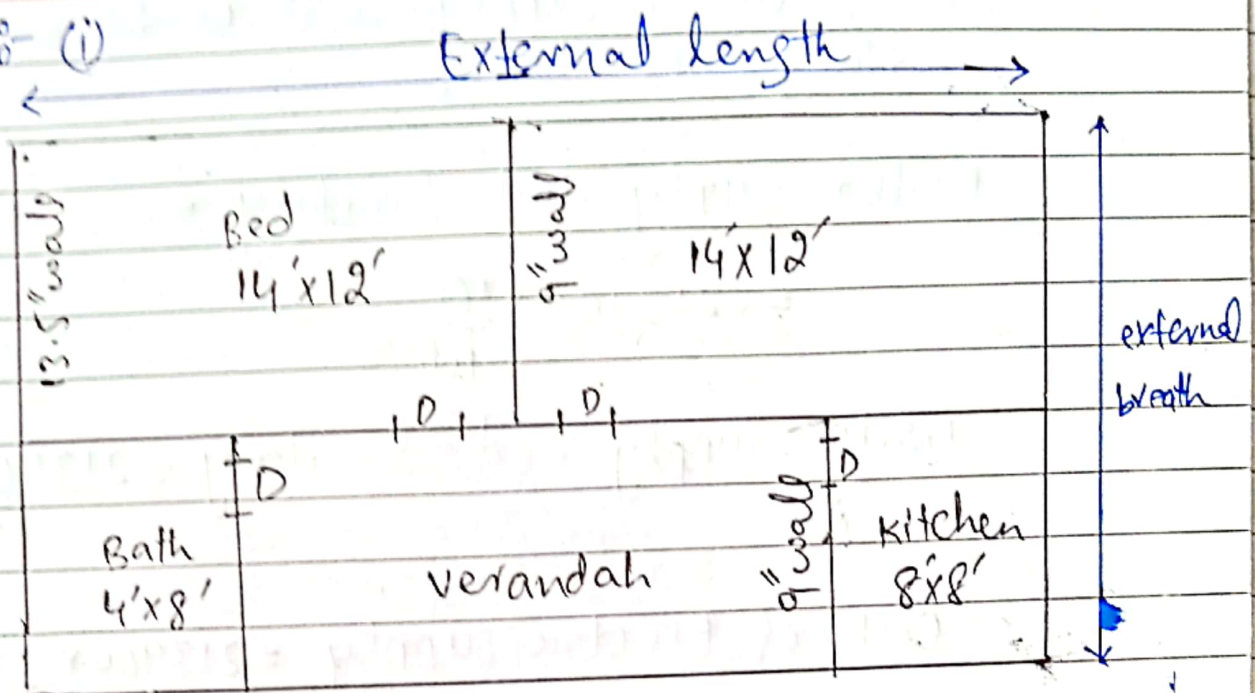 :- (i)
External length
13.5" wall
Bed
14'x12'
9" wall
14'x12'
external
breath
D
D
D
D
Bath
4'x8'
verandah
9" wall
Kitchen
8'x8'